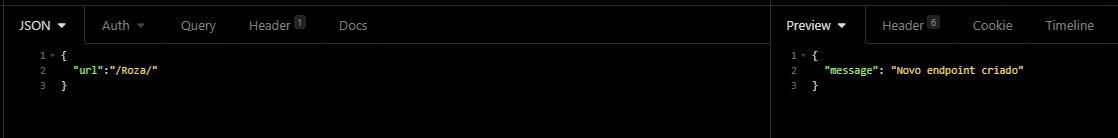 JSON Auth Query Header 1 Docs
1 {
2 "url":"/Roza/"
3 }
Preview Header 6 Cookie Timeline
1 {
2 "message": "Novo endpoint criado"
3 }